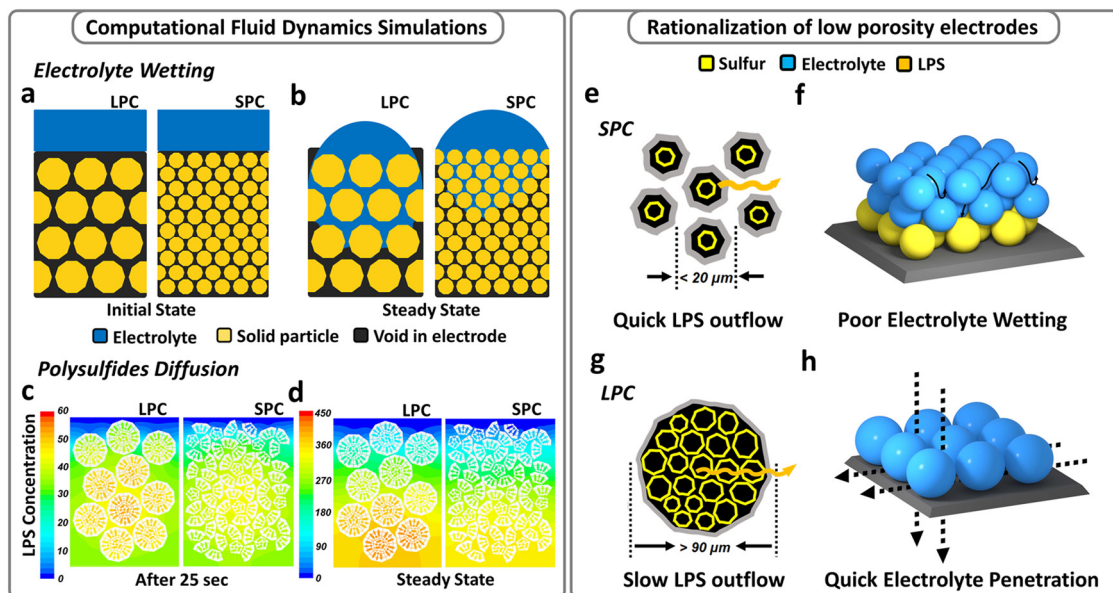 Computational Fluid Dynamics Simulations
Electrolyte Wetting
a
LPC
SPC
b
LPC
SPC
Initial State
Steady State
Electrolyte
Solid particle
Void in electrode
Polysulfides Diffusion
c
LPC
SPC
d
LPC
SPC
LPS Concentration
60
50
40
30
20
10
0
450
360
270
180
90
0
After 25 sec
Steady State
Rationalization of low porosity electrodes
Sulfur
Electrolyte
LPS
e
SPC
< 20 μm
Quick LPS outflow
f
Poor Electrolyte Wetting
g
LPC
> 90 μm
Slow LPS outflow
h
Quick Electrolyte Penetration